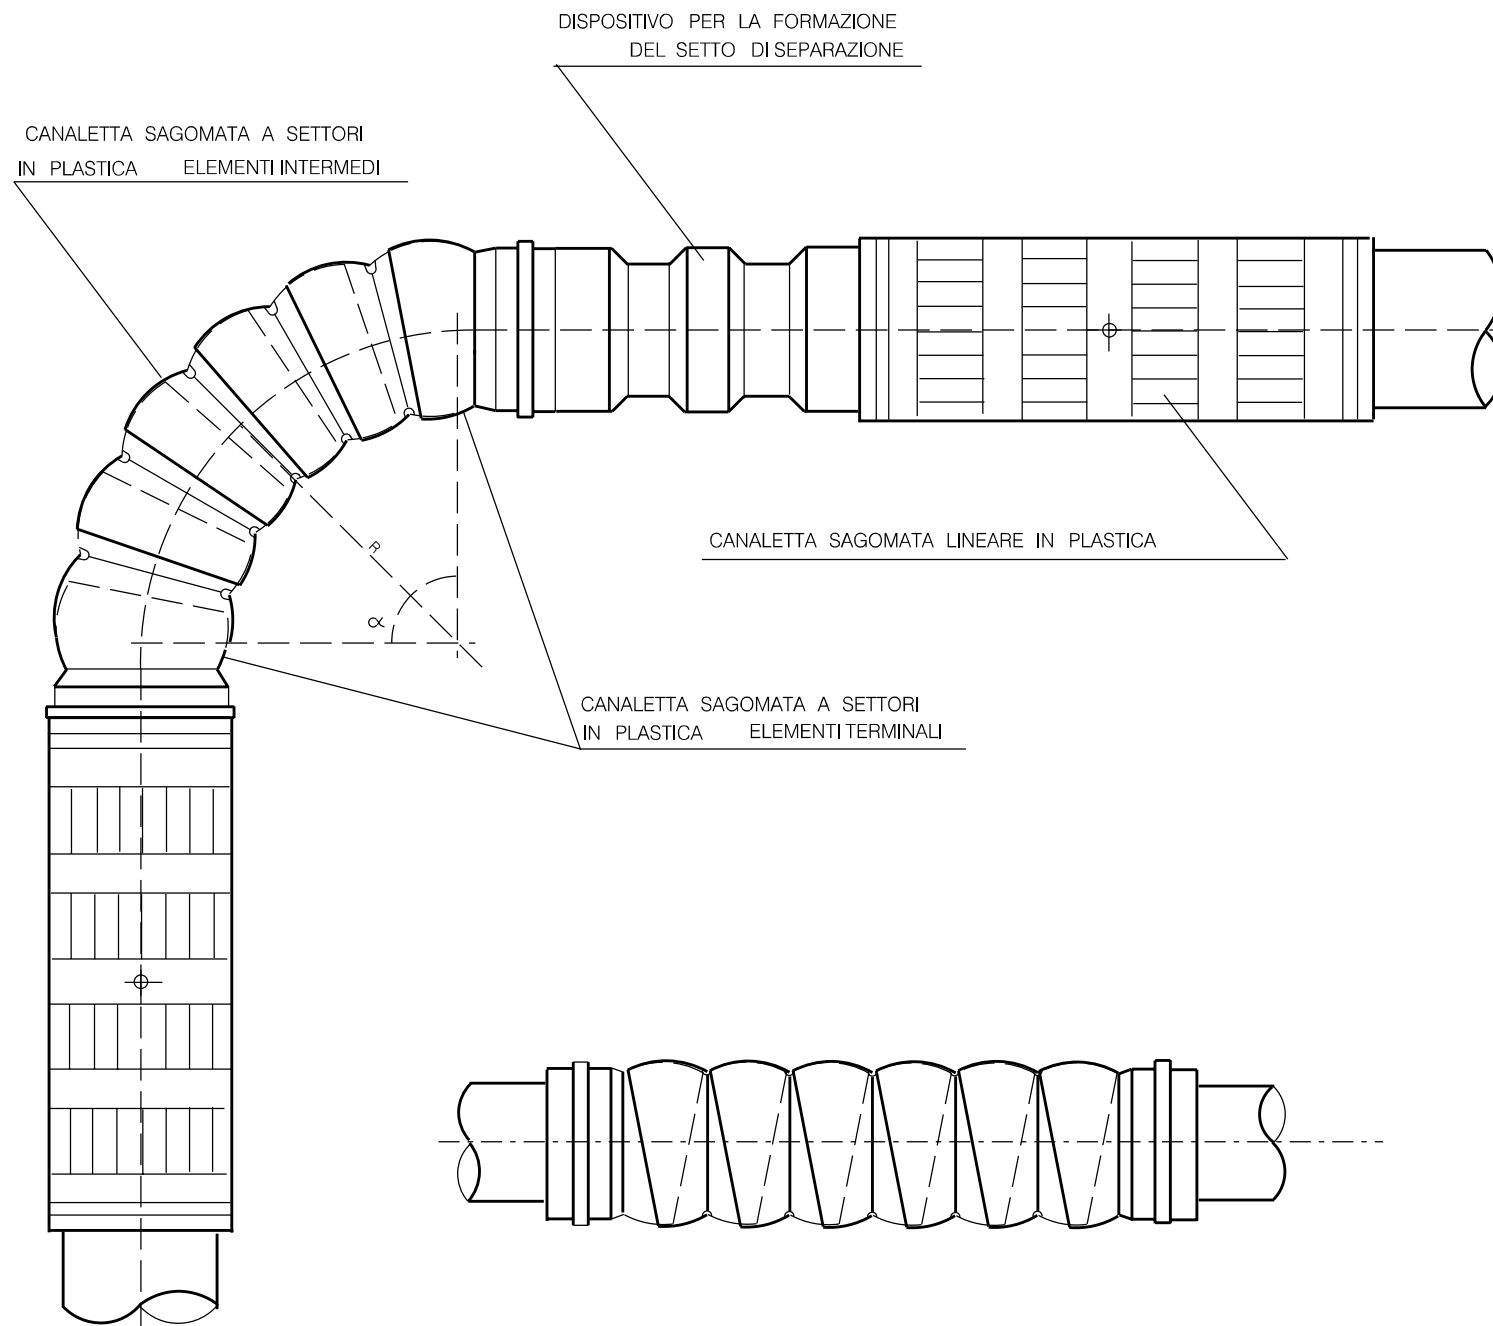 DISPOSITIVO PER LA FORMAZIONE
DEL SETTO DI SEPARAZIONE
CANALETTA SAGOMATA A SETTORI
IN PLASTICA ELEMENTI INTERMEDI
CANALETTA SAGOMATA LINEARE IN PLASTICA
R
α
CANALETTA SAGOMATA A SETTORI
IN PLASTICA ELEMENTI TERMINALI